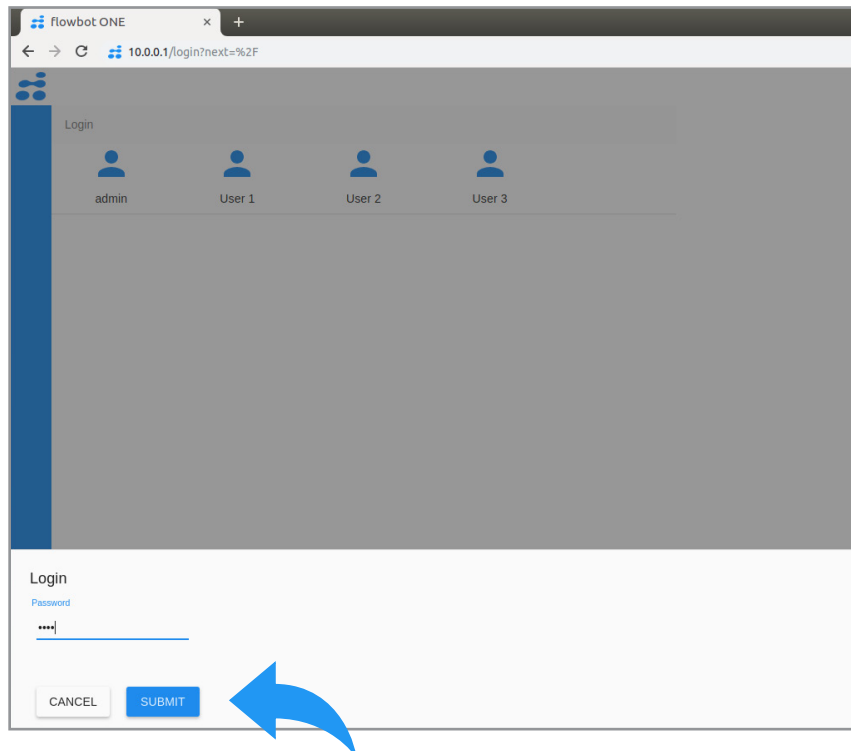 flowbot ONE
10.0.0.1/login?next=%2F
Login
admin User 1 User 2 User 3
Login
Password
••••
CANCEL SUBMIT